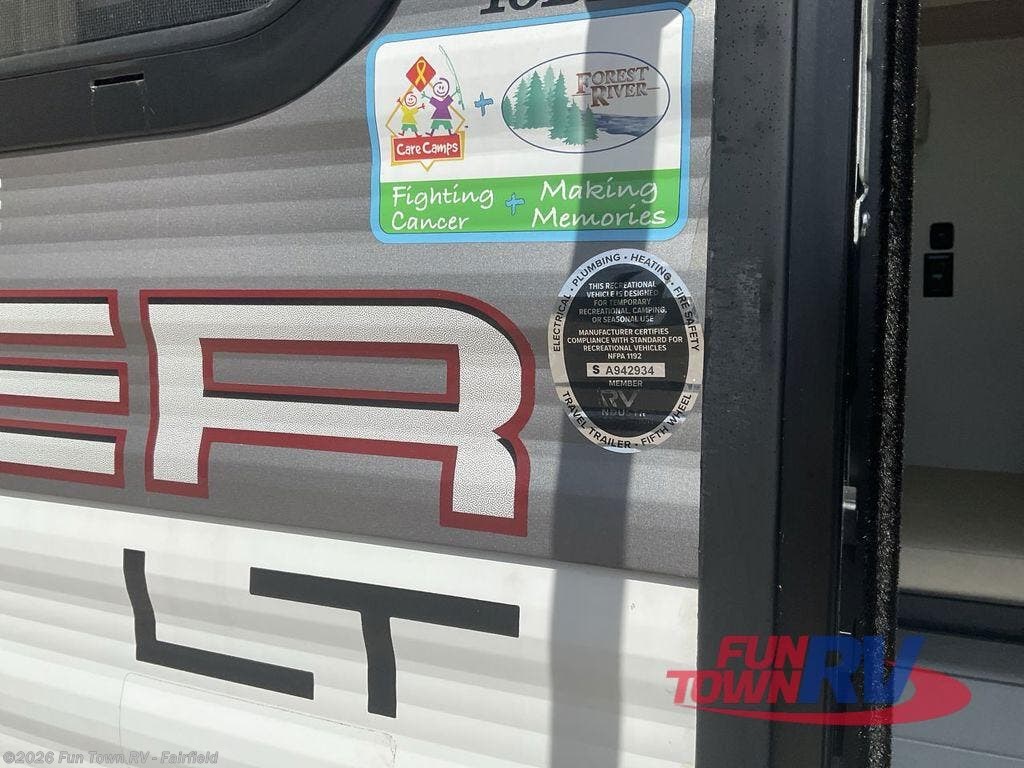 Care Camps
FOREST
RIVER
Fighting Cancer + Making Memories
ELECTRICAL · PLUMBING · HEATING · FIRE SAFETY
THIS RECREATIONAL
VEHICLE IS DESIGNED
FOR TEMPORARY
RECREATIONAL, CAMPING,
OR SEASONAL USE
MANUFACTURER CERTIFIES
COMPLIANCE WITH STANDARD FOR
RECREATIONAL VEHICLES
NFPA 1192
S A942934
MEMBER
RV
TRAVEL TRAILER · FIFTH WHEEL
ER
LT
FUN
TOWN RV
©2026 Fun Town RV - Fairfield